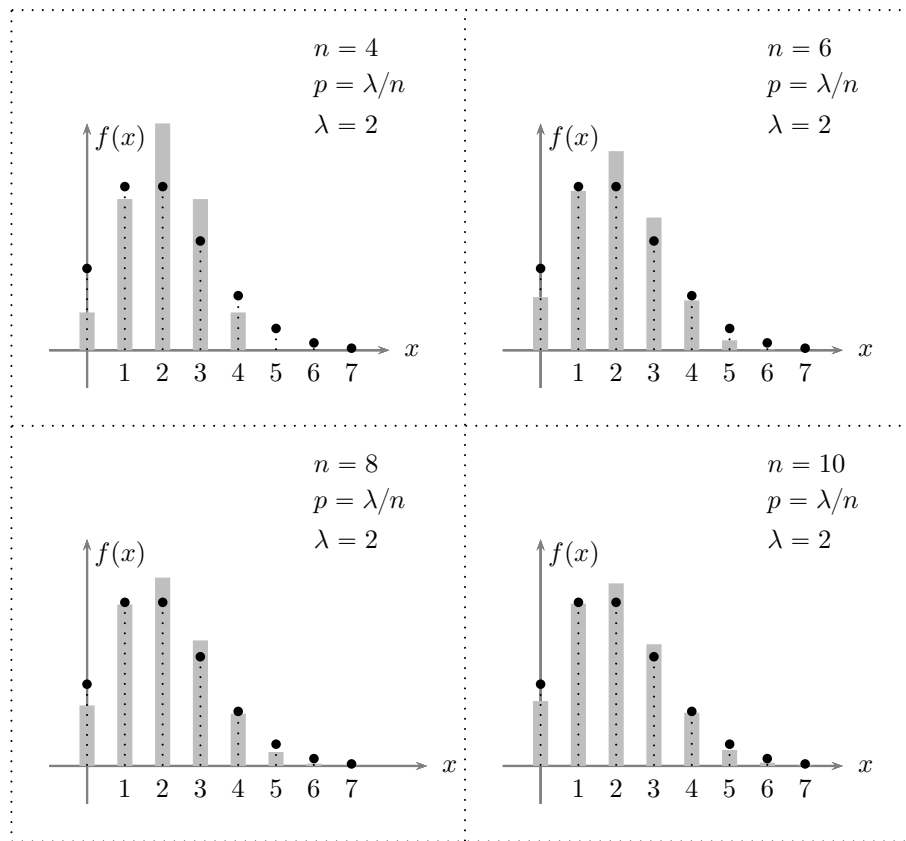 n = 4
p = λ/n
λ = 2
f(x)
x
1 2 3 4 5 6 7
n = 6
p = λ/n
λ = 2
f(x)
x
1 2 3 4 5 6 7
n = 8
p = λ/n
λ = 2
f(x)
x
1 2 3 4 5 6 7
n = 10
p = λ/n
λ = 2
f(x)
x
1 2 3 4 5 6 7